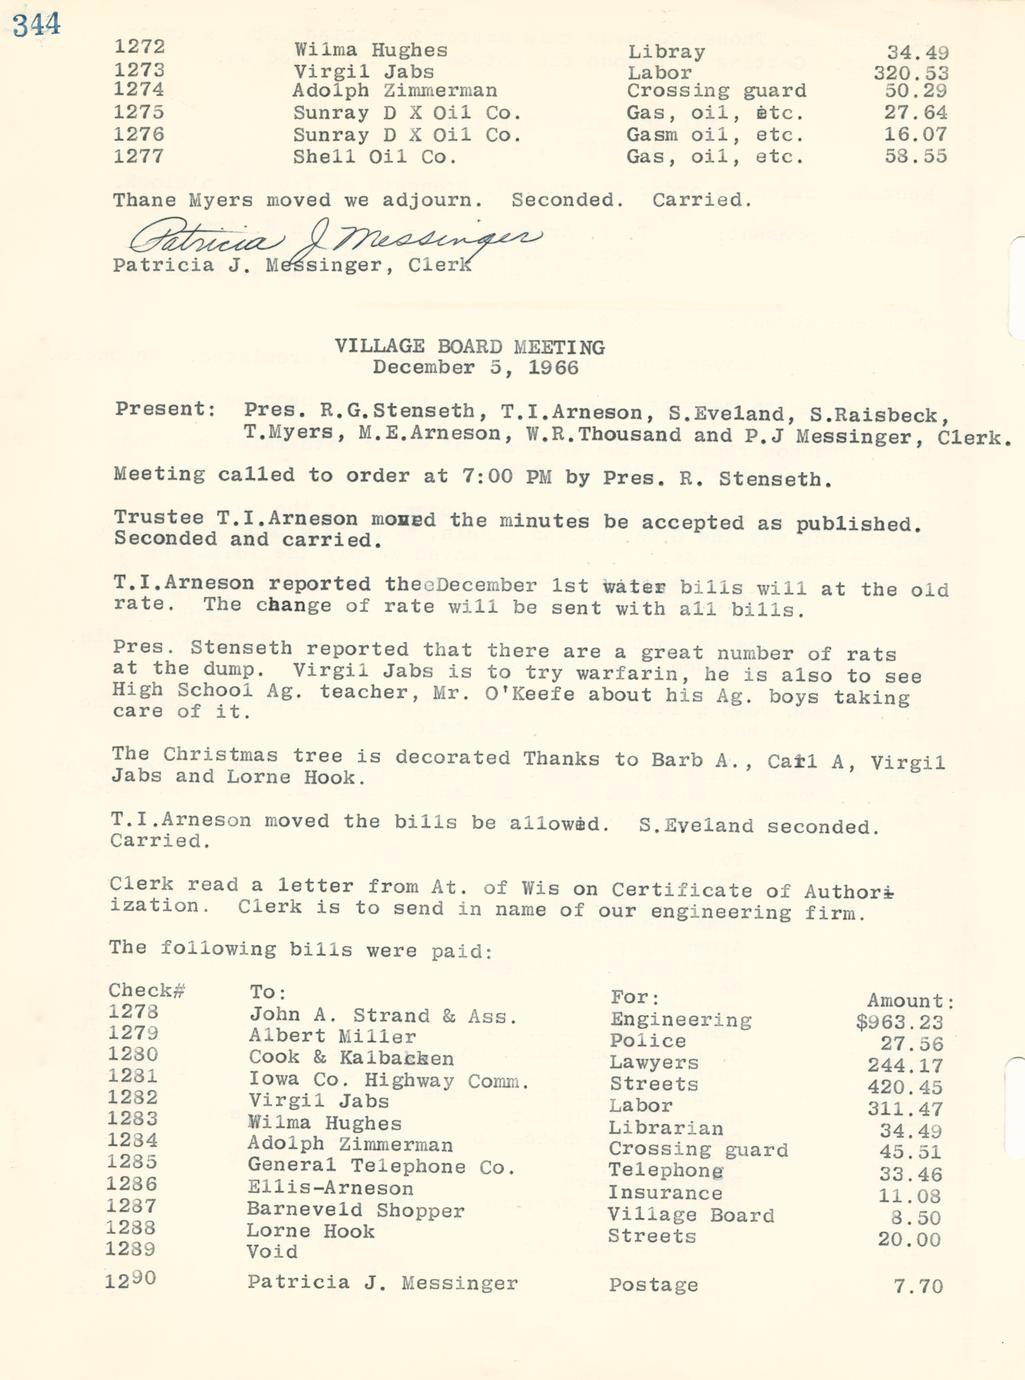 344
1272 Wilma Hughes Libray 34.49
1273 Virgil Jabs Labor 320.53
1274 Adolph Zimmerman Crossing guard 50.29
1275 Sunray D X Oil Co. Gas, oil, etc. 27.64
1276 Sunray D X Oil Co. Gasm oil, etc. 16.07
1277 Shell Oil Co. Gas, oil, etc. 58.55
Thane Myers moved we adjourn. Seconded. Carried.
Patricia J Messinger
Patricia J. Messinger, Clerk
VILLAGE BOARD MEETING
December 5, 1966
Present: Pres. R.G.Stenseth, T.I.Arneson, S.Eveland, S.Raisbeck,
T.Myers, M.E.Arneson, W.R.Thousand and P.J Messinger, Clerk.
Meeting called to order at 7:00 PM by Pres. R. Stenseth.
Trustee T.I.Arneson moved the minutes be accepted as published.
Seconded and carried.
T.I.Arneson reported the December 1st water bills will at the old
rate. The change of rate will be sent with all bills.
Pres. Stenseth reported that there are a great number of rats
at the dump. Virgil Jabs is to try warfarin, he is also to see
High School Ag. teacher, Mr. O'Keefe about his Ag. boys taking
care of it.
The Christmas tree is decorated Thanks to Barb A., Carl A, Virgil
Jabs and Lorne Hook.
T.I.Arneson moved the bills be allowed. S.Eveland seconded.
Carried.
Clerk read a letter from At. of Wis on Certificate of Author
ization. Clerk is to send in name of our engineering firm.
The following bills were paid:
Check# To: For: Amount:
1278 John A. Strand & Ass. Engineering $963.23
1279 Albert Miller Police 27.56
1280 Cook & Kalbacken Lawyers 244.17
1281 Iowa Co. Highway Comm. Streets 420.45
1282 Virgil Jabs Labor 311.47
1283 Wilma Hughes Librarian 34.49
1284 Adolph Zimmerman Crossing guard 45.51
1285 General Telephone Co. Telephone 33.46
1286 Ellis-Arneson Insurance 11.08
1287 Barneveld Shopper Village Board 8.50
1288 Lorne Hook Streets 20.00
1289 Void
1290 Patricia J. Messinger Postage 7.70